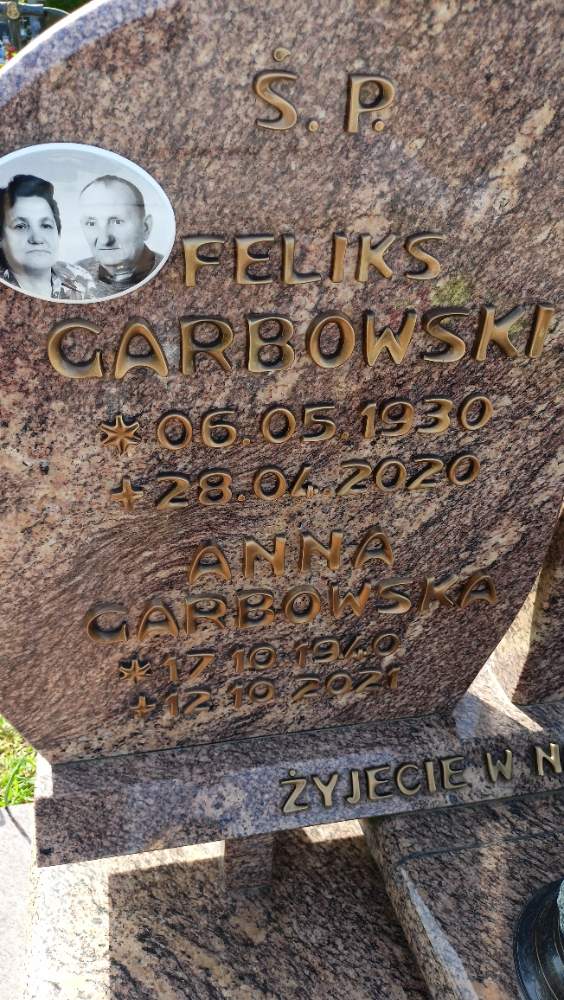 Ś. P.
FELIKS
GARBOWSKI
* 06.05.1930
+ 28.04.2020
ANNA
GARBOWSKA
* 17 10 1940
+ 12 10 2021
ŻYJECIE W